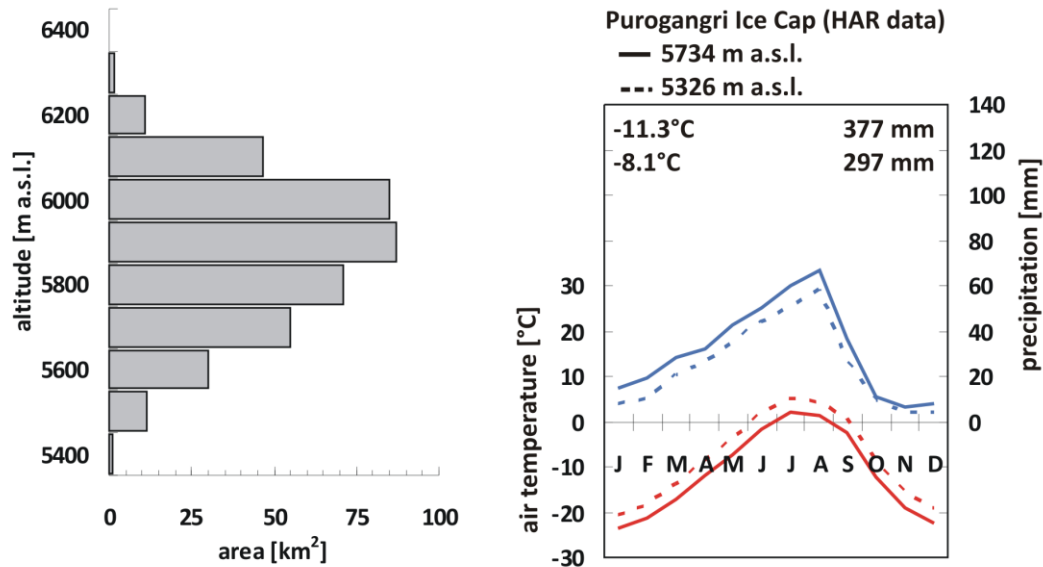 6400
6200
6000
5800
5600
5400
altitude [m a.s.l.]
0 25 50 75 100
area [km²]
Purogangri Ice Cap (HAR data)
5734 m a.s.l.
5326 m a.s.l.
-11.3°C 377 mm
-8.1°C 297 mm
140
120
100
80
60
40
20
0
precipitation [mm]
30
20
10
0
-10
-20
-30
air temperature [°C]
J F M A M J J A S O N D